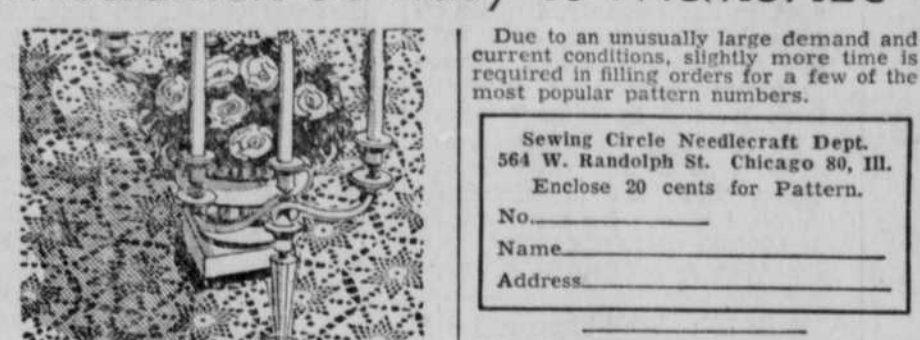 Due to an unusually large demand and
current conditions, slightly more time is
required in filling orders for a few of the
most popular pattern numbers.
Sewing Circle Needlecraft Dept.
564 W. Randolph St. Chicago 80, Ill.
Enclose 20 cents for Pattern.
No.
Name
Address